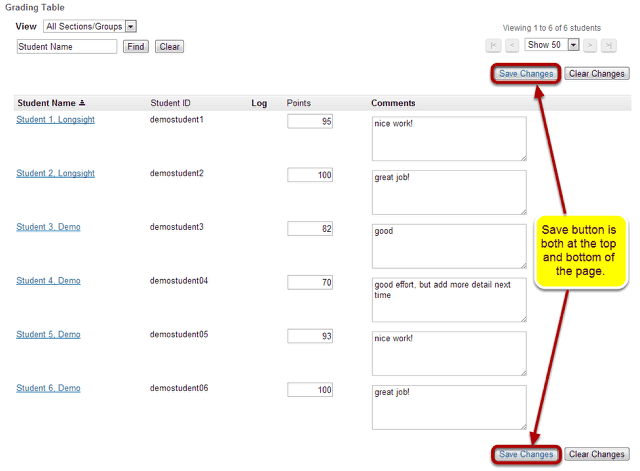 Grading Table
View All Sections/Groups
Viewing 1 to 6 of 6 students
Student Name Find Clear
|< < Show 50 > >|
Save Changes Clear Changes
Student Name Student ID Log Points Comments
Student 1, Longsight demostudent1 95 nice work!
Student 2, Longsight demostudent2 100 great job!
Student 3, Demo demostudent3 82 good
Save button is
both at the top
and bottom of
the page.
Student 4, Demo demostudent04 70 good effort, but add more detail next
time
Student 5, Demo demostudent05 93 nice work!
Student 6, Demo demostudent06 100 great job!
Save Changes Clear Changes